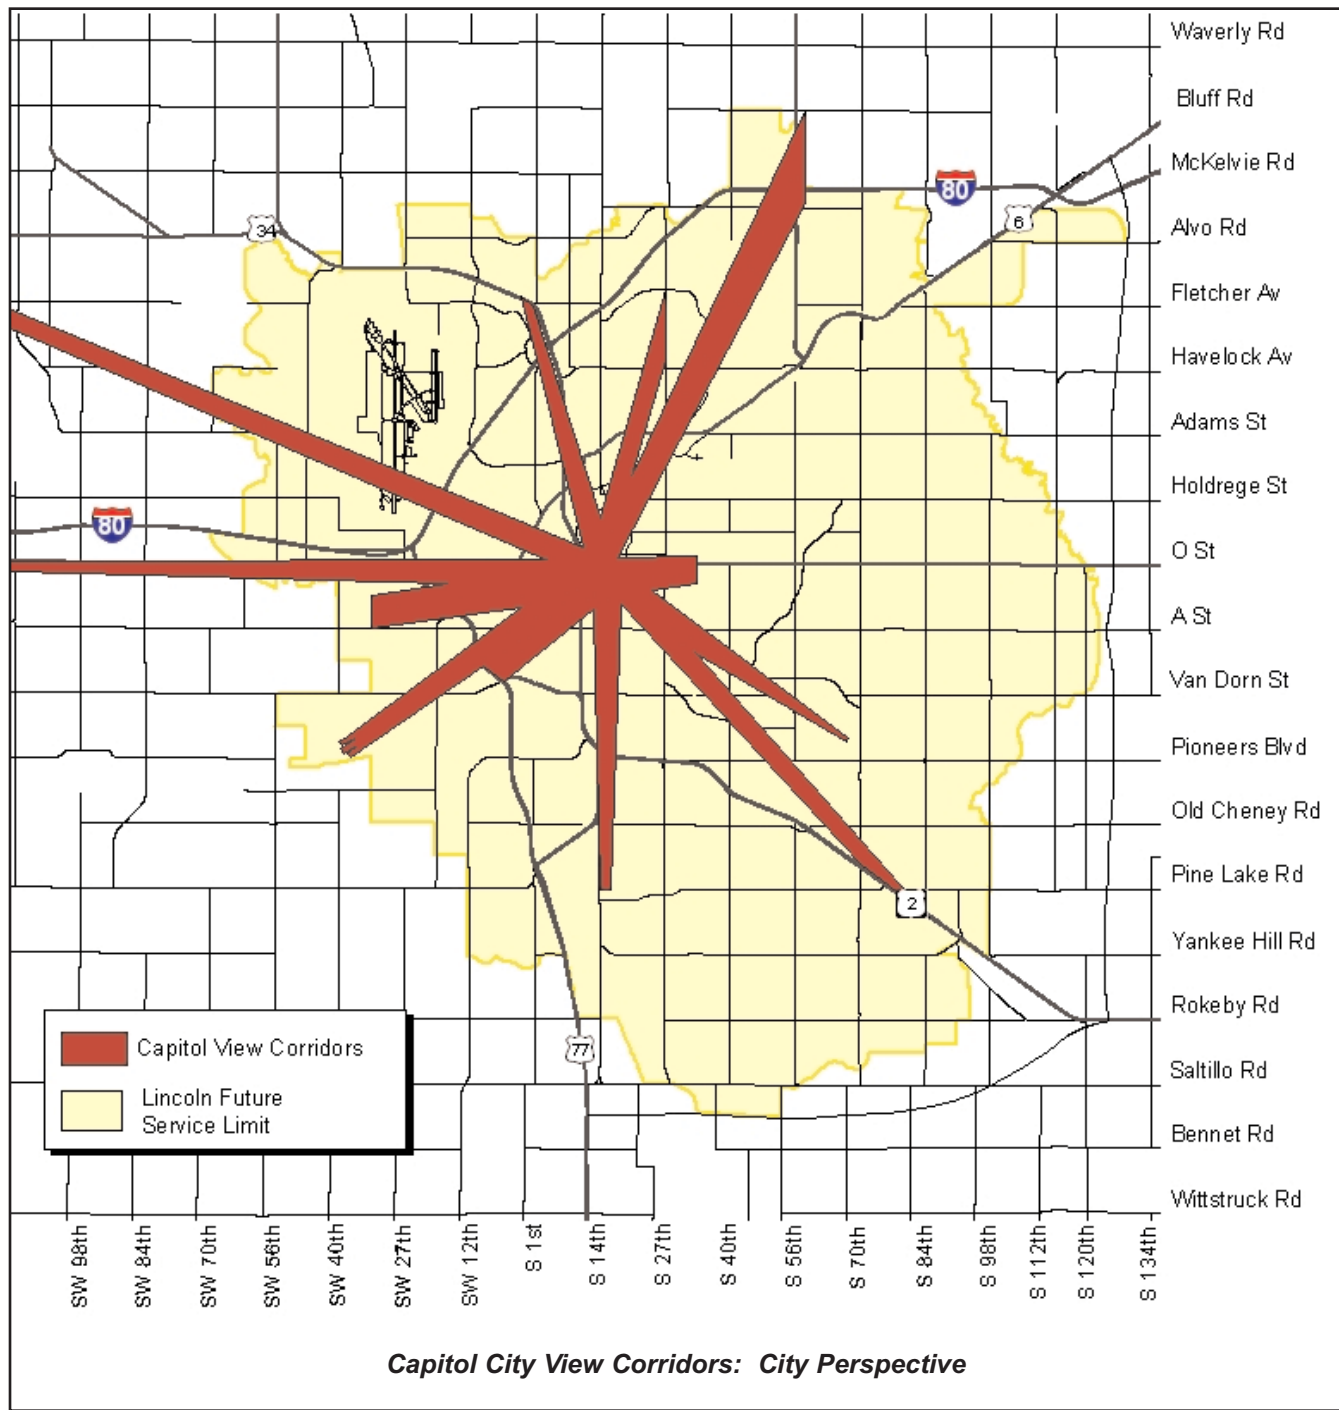 Waverly Rd
Bluff Rd
McKelvie Rd
80
6
34
Alvo Rd
Fletcher Av
Havelock Av
Adams St
Holdrege St
80
O St
A St
Van Dorn St
Pioneers Blvd
Old Cheney Rd
Pine Lake Rd
2
Yankee Hill Rd
Rokeby Rd
Capitol View Corridors
77
Saltillo Rd
Lincoln Future
Service Limit
Bennet Rd
Wittstruck Rd
SW 98th
SW 84th
SW 70th
SW 56th
SW 40th
SW 27th
SW 12th
S 1st
S 14th
S 27th
S 40th
S 56th
S 70th
S 84th
S 98th
S 112th
S 120th
S 134th
Capitol City View Corridors: City Perspective